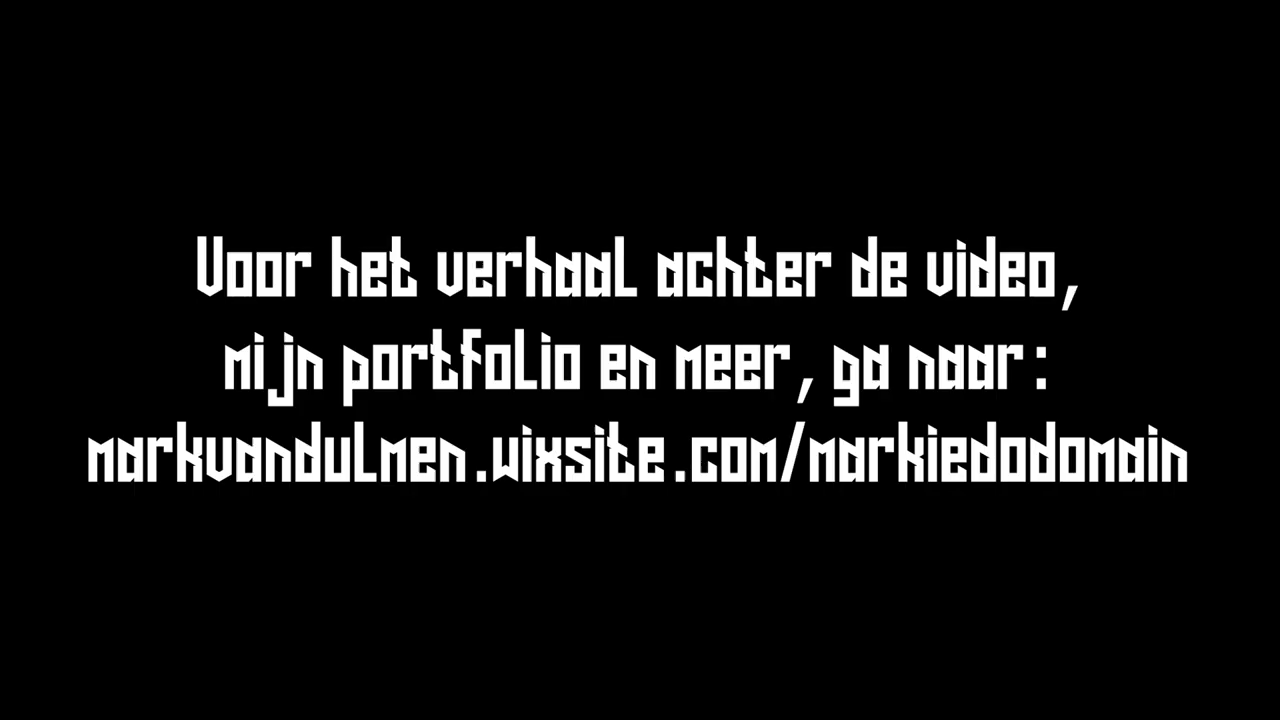 Voor het verhaal achter de video,
mijn portfolio en meer, ga naar:
markvandulmen.wixsite.com/markiedodomain